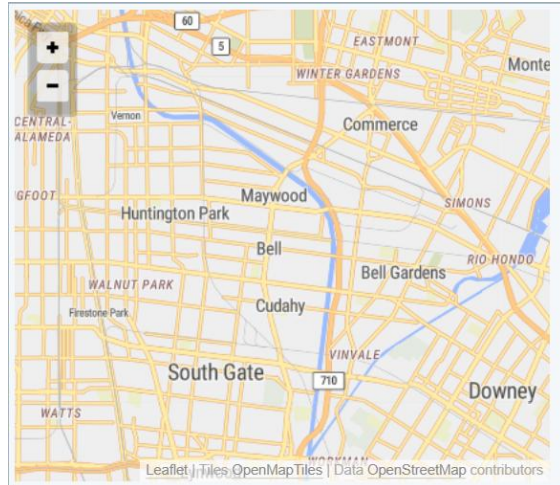 60
+
5
EASTMONT
WINTER GARDENS
Monte
−
Vernon
CENTRAL-
ALAMEDA
Commerce
GFOOT
Maywood
SIMONS
Huntington Park
Bell
RIO HONDO
Bell Gardens
WALNUT PARK
Cudahy
Firestone Park
VINVALE
South Gate
710
Downey
WATTS
Leaflet | Tiles OpenMapTiles | Data OpenStreetMap contributors